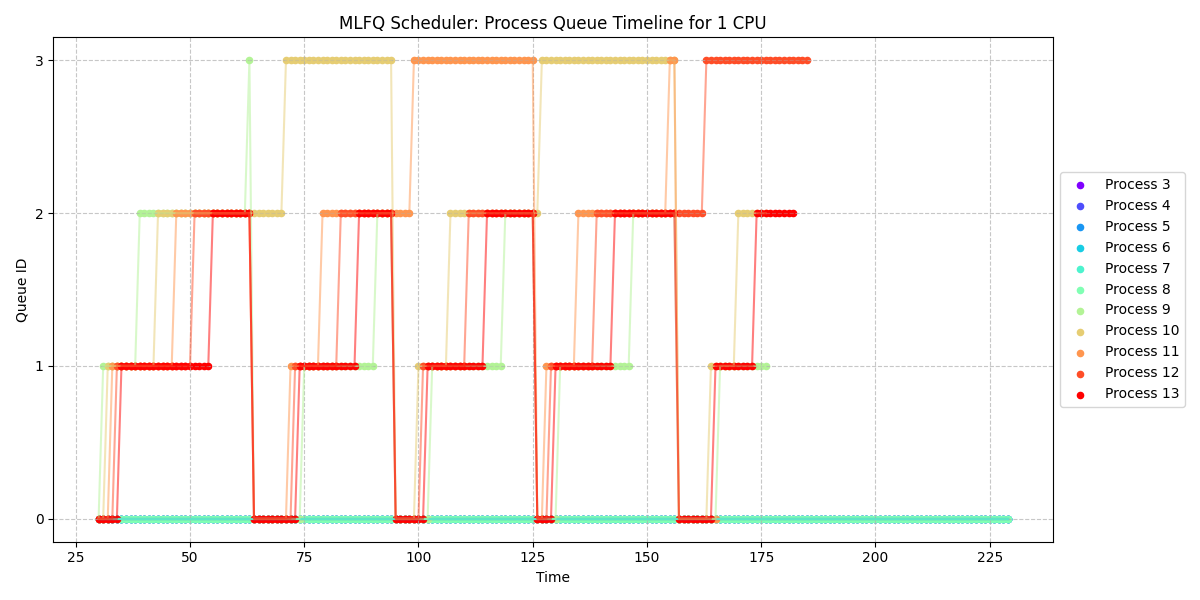 MLFQ Scheduler: Process Queue Timeline for 1 CPU
Queue ID
3
2
1
0
25
50
75
100
125
150
175
200
225
Time
Process 3
Process 4
Process 5
Process 6
Process 7
Process 8
Process 9
Process 10
Process 11
Process 12
Process 13